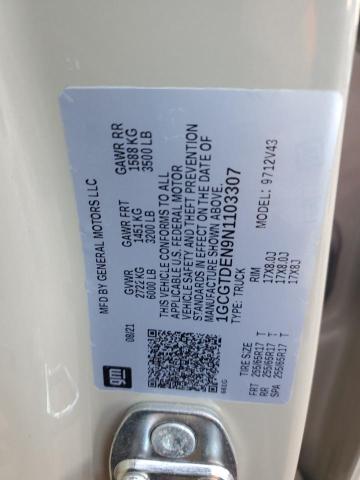 MFD BY GENERAL MOTORS LLC
08/21
GVWR
2722 KG
6000 LB
GAWR FRT
1451 KG
3200 LB
GAWR RR
1588 KG
3500 LB
THIS VEHICLE CONFORMS TO ALL
APPLICABLE U.S. FEDERAL MOTOR
VEHICLE SAFETY AND THEFT PREVENTION
STANDARDS IN EFFECT ON THE DATE OF
MANUFACTURE SHOWN ABOVE.
1GCGTDEN9N1103307
TYPE: TRUCK
MODEL: 9712V43
TIRE SIZE
RIM
FRT 255/65R17 T 17X8.0J
RR 255/65R17 T 17X8.0J
SPA 255/65R17 T 17X8J
gm